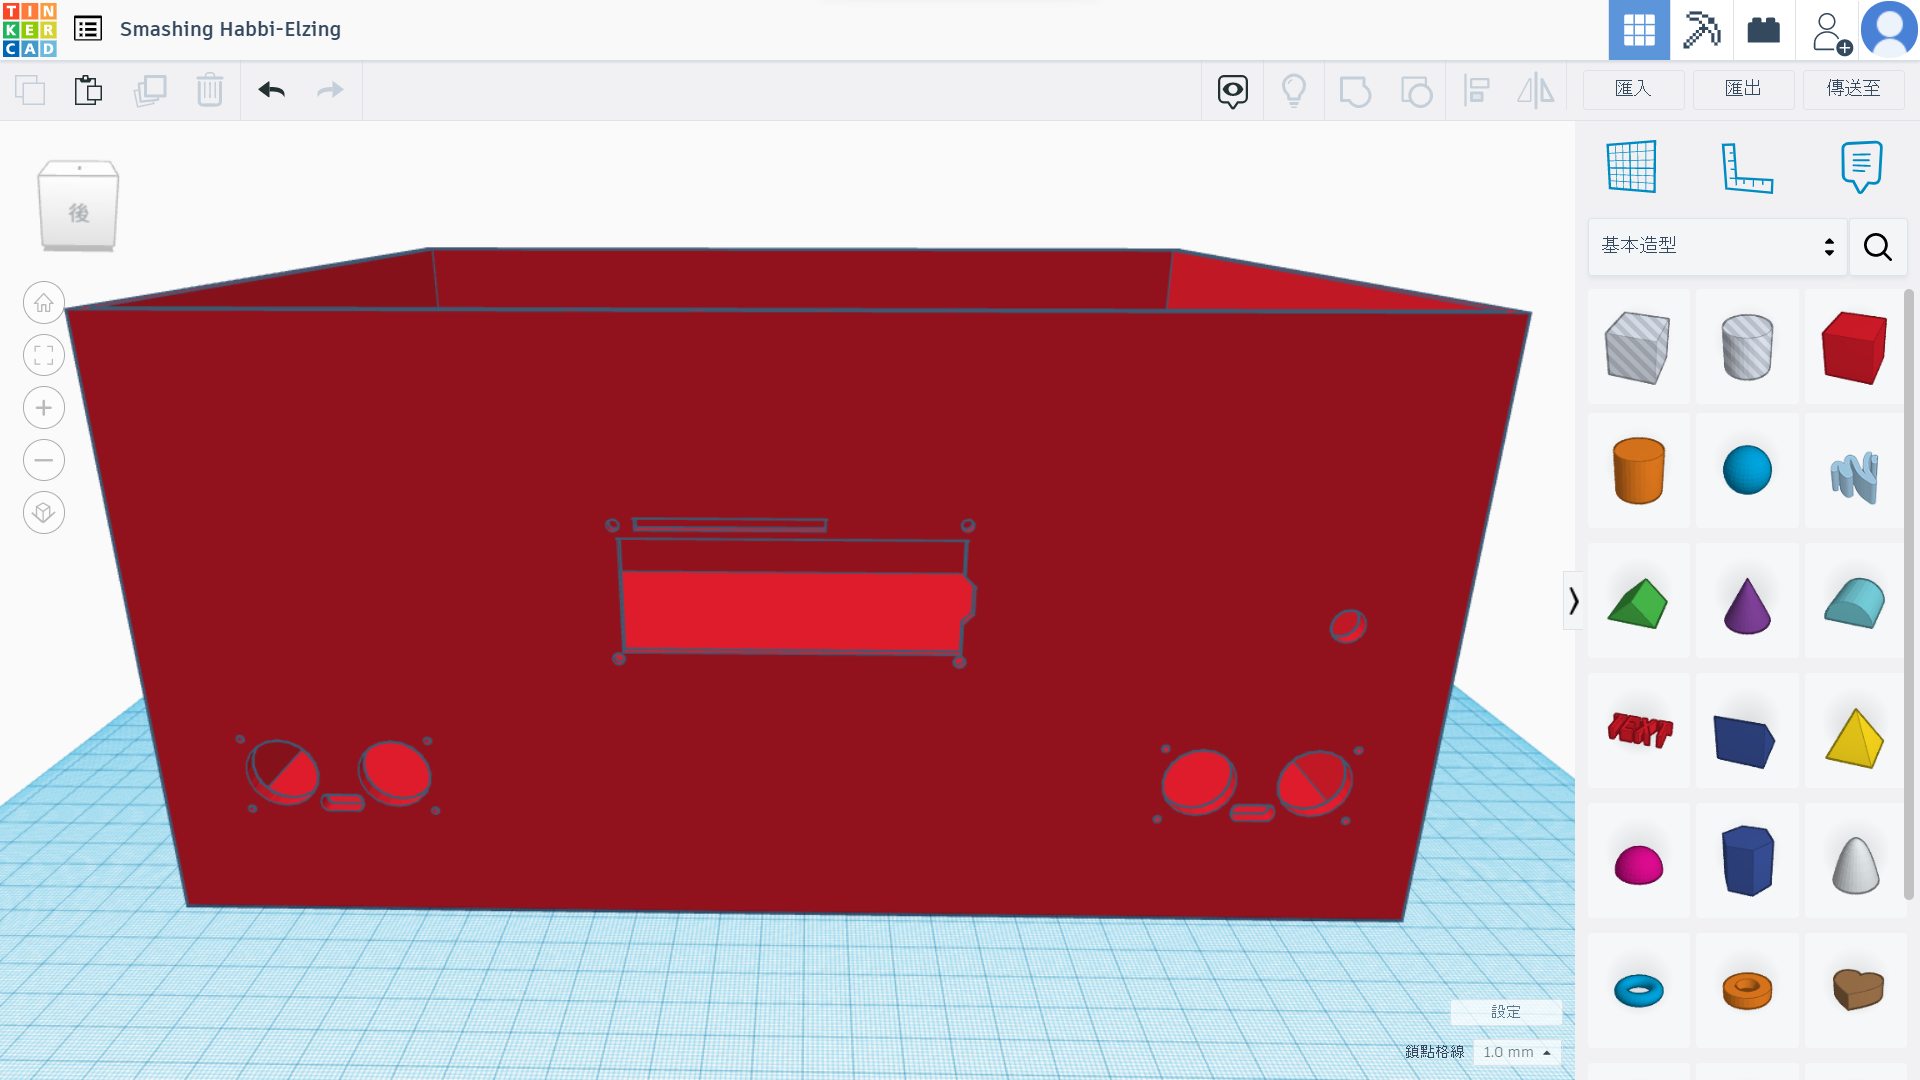 TIN
KER
CAD
Smashing Habbi-Elzing
匯入
匯出
傳送至
後
基本造型
TEXT
設定
鎖點格線
1.0 mm